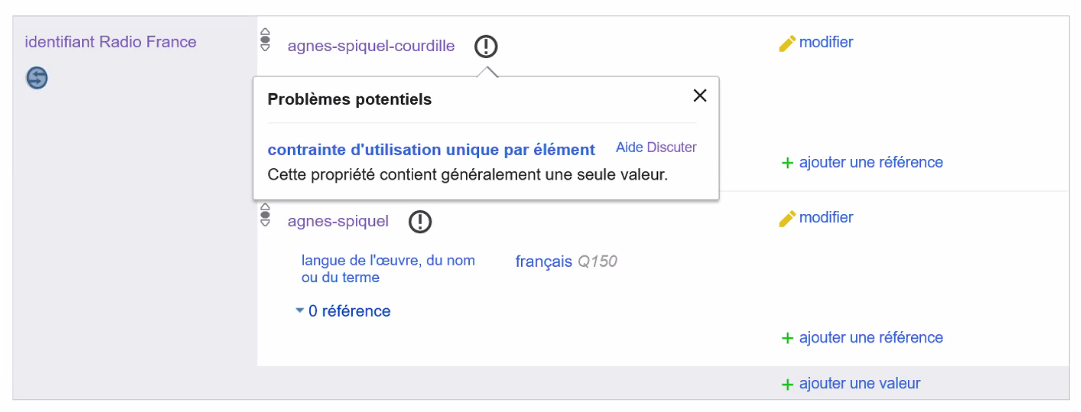 identifiant Radio France
agnes-spiquel-courdille
modifier
Problèmes potentiels
contrainte d'utilisation unique par élément Aide Discuter
Cette propriété contient généralement une seule valeur.
+ ajouter une référence
agnes-spiquel
modifier
langue de l'œuvre, du nom
ou du terme
français Q150
0 référence
+ ajouter une référence
+ ajouter une valeur